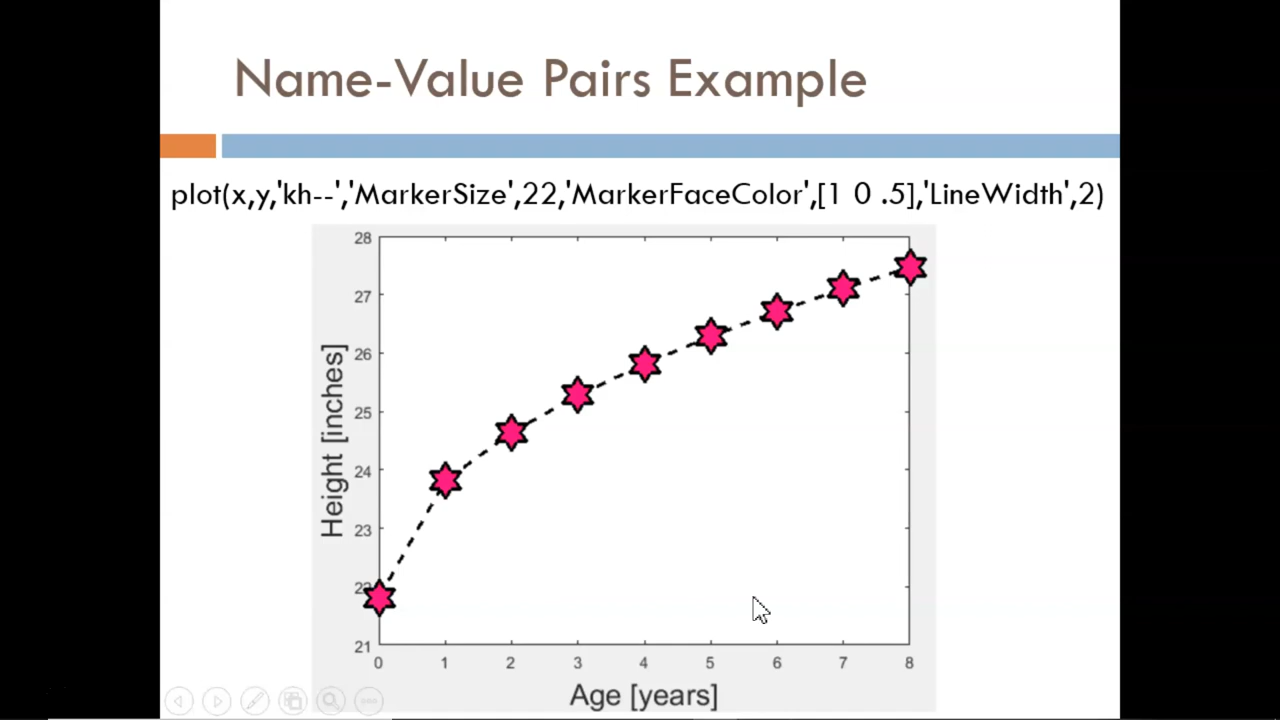 Name-Value Pairs Example
plot(x,y,'kh--','MarkerSize',22,'MarkerFaceColor',[1 0 .5],'LineWidth',2)
28
27
26
25
24
23
22
21
Height [inches]
0 1 2 3 4 5 6 7 8
Age [years]